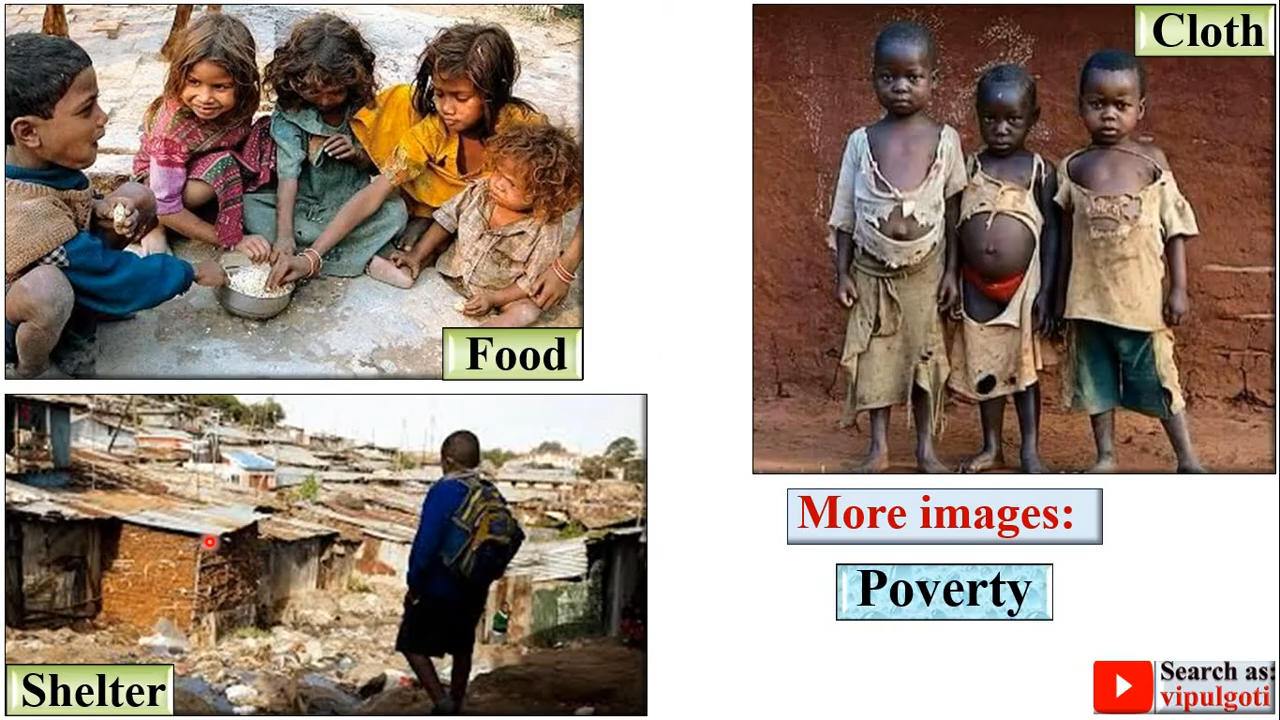 Cloth
Food
Shelter
More images:
Poverty
Search as:
vipulgoti